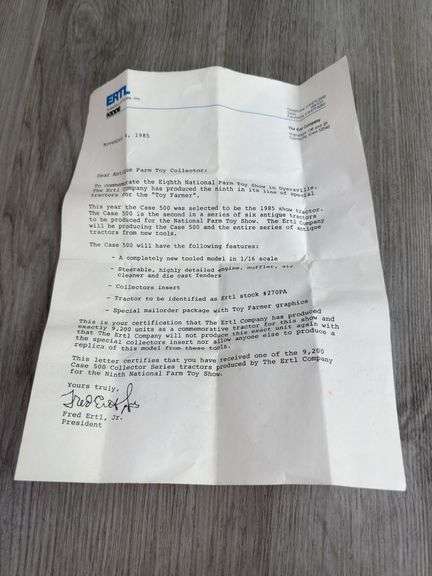 ERTL
The Ertl Company
November 4, 1985
Dear Antique Farm Toy Collector:
To commemorate the Eighth National Farm Toy Show in Dyersville,
The Ertl Company has produced the ninth in its line of special
tractors for the "Toy Farmer".
This year the Case 500 was selected to be the 1985 show tractor.
The Case 500 is the second in a series of six antique tractors
to be produced for the National Farm Toy Show. The Ertl Company
will be producing the Case 500 and the entire series of antique
tractors from new tools.
The Case 500 will have the following features:
- A completely new tooled model in 1/16 scale
- Steerable, highly detailed engine, muffler, air
cleaner and die cast fenders
- Collectors insert
- Tractor to be identified as Ertl stock #270PA
- Special mailorder package with Toy Farmer graphics
This is your certification that The Ertl Company has produced
exactly 9,200 units as a commemorative tractor for this show and
that The Ertl Company will not produce this exact unit again with
the special collectors insert nor allow anyone else to produce a
replica of this model from these tools.
This letter certifies that you have received one of the 9,200
Case 500 Collector Series tractors produced by The Ertl Company
for the Ninth National Farm Toy Show.
Yours truly,
Fred Ertl, Jr.
Fred Ertl, Jr.
President